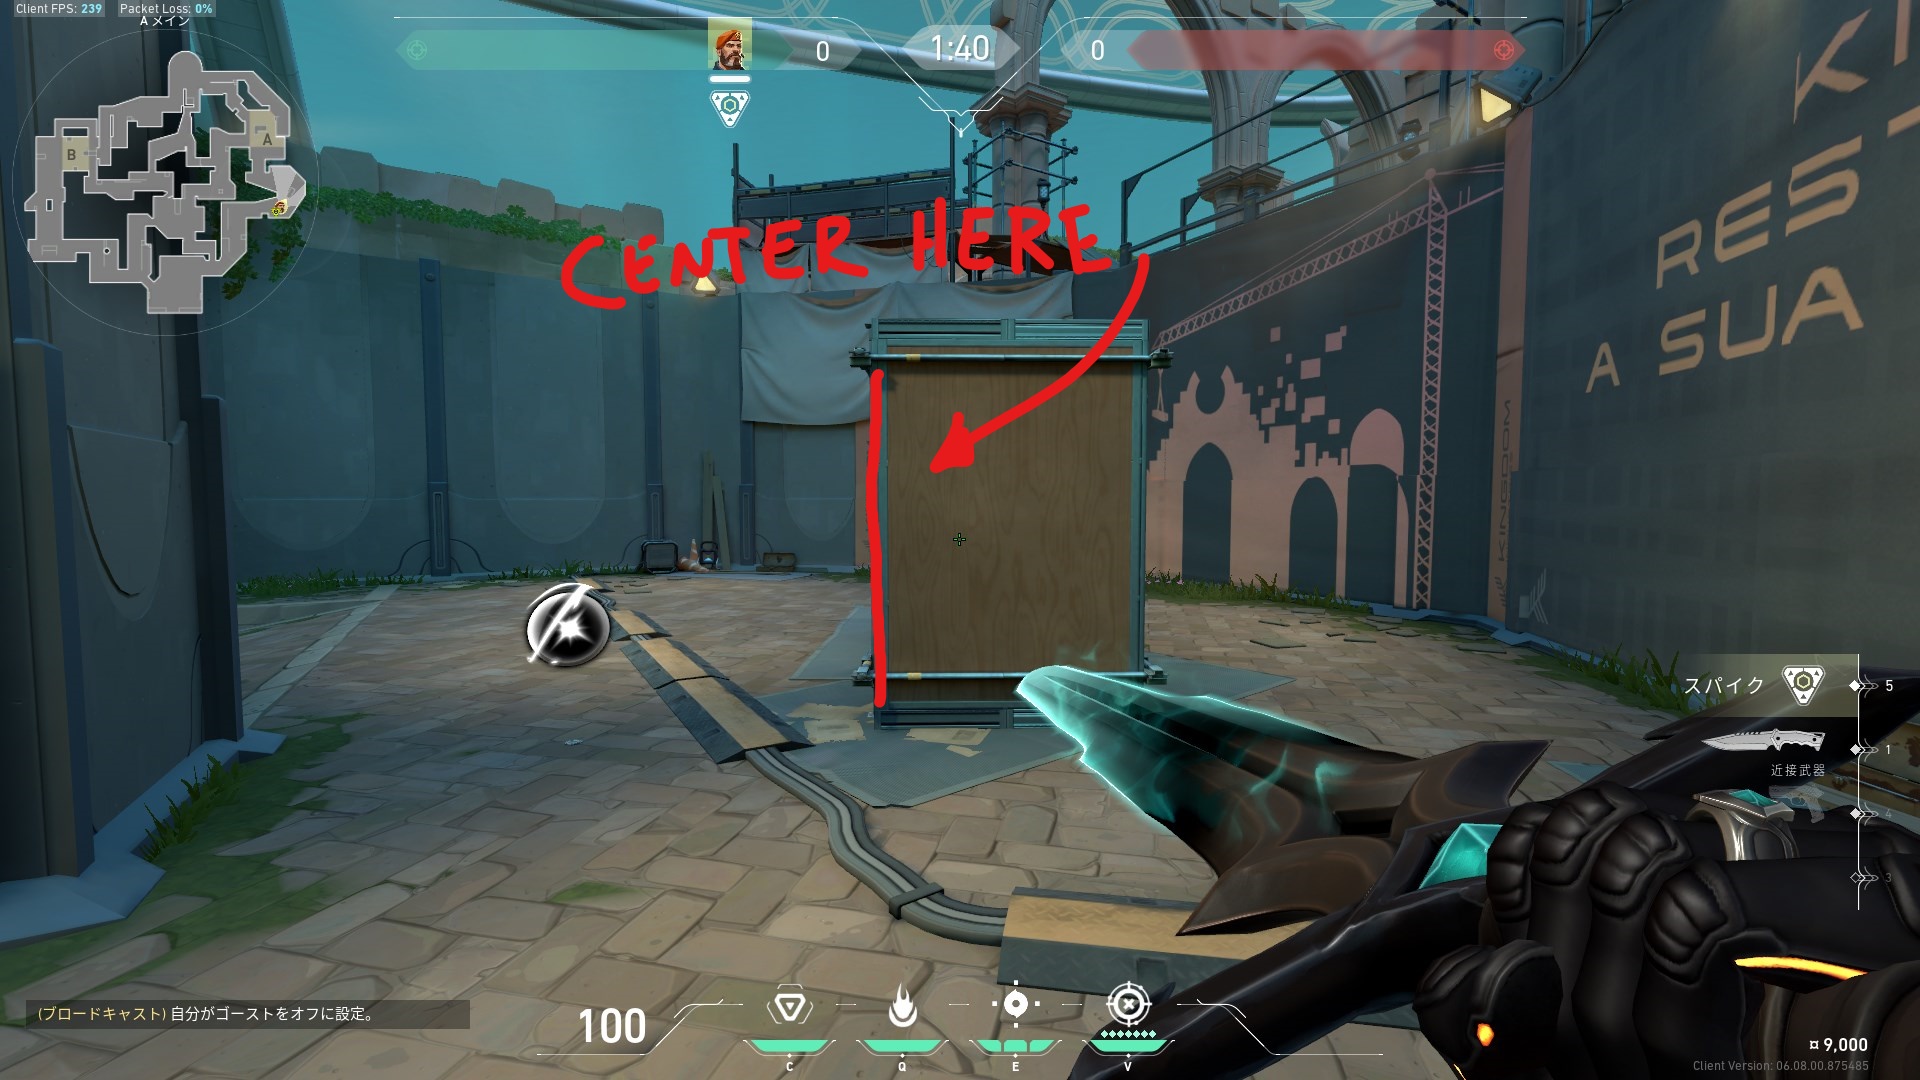 Client FPS: 239 Packet Loss: 0%
A メイン
0 1:40 0
A
B
CENTER HERE
RES
A SUA
KINGDOM
スパイク 5
1
近接武器
4
3
(ブロードキャスト) 自分がゴーストをオフに設定。
100
C Q E V
¤ 9,000
Client Version: 06.08.00.875485